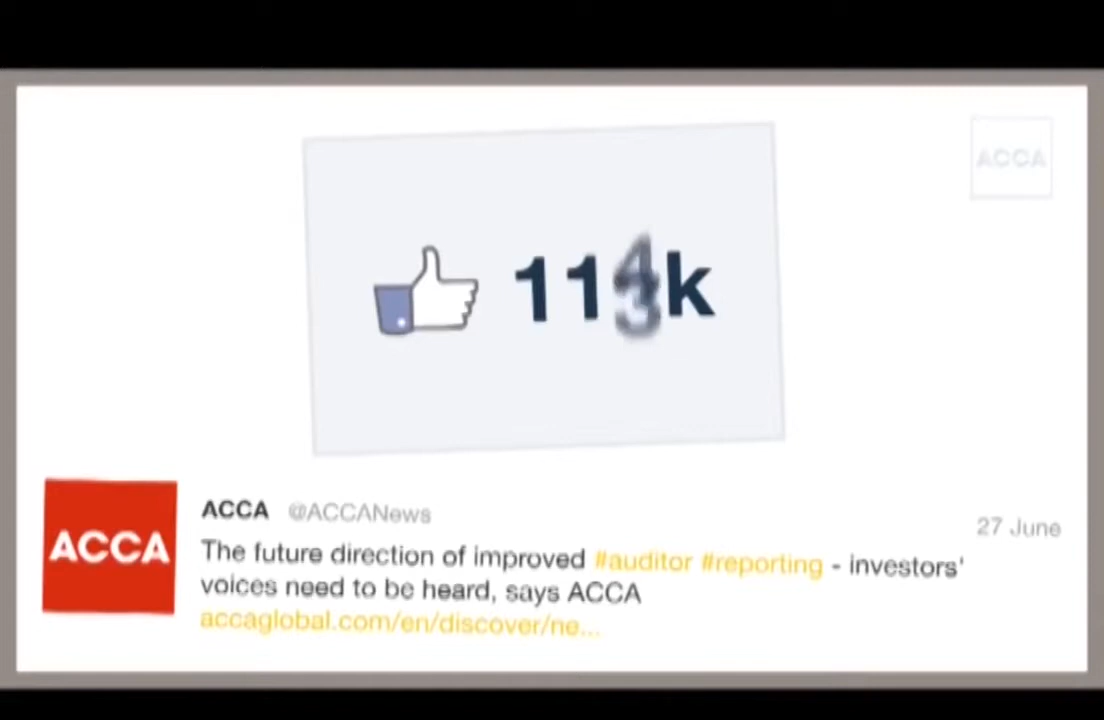 ACCA
11 k
ACCA @ACCANews
27 June
ACCA
The future direction of improved #auditor #reporting - investors'
voices need to be heard, says ACCA
accaglobal.com/en/discover/ne...